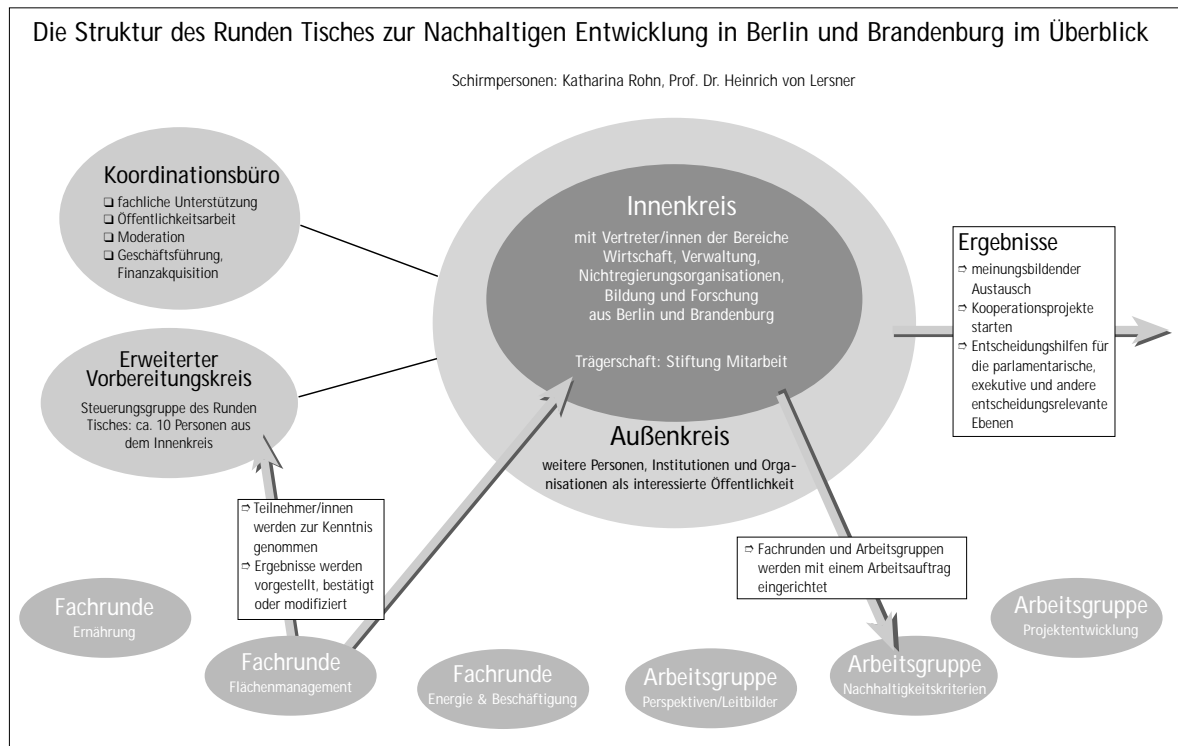 Die Struktur des Runden Tisches zur Nachhaltigen Entwicklung in Berlin und Brandenburg im Überblick
Schirmpersonen: Katharina Rohn, Prof. Dr. Heinrich von Lersner
Koordinationsbüro
❑ fachliche Unterstützung
❑ Öffentlichkeitsarbeit
❑ Moderation
❑ Geschäftsführung,
Finanzakquisition
Innenkreis
mit Vertreter/innen der Bereiche
Wirtschaft, Verwaltung,
Nichtregierungsorganisationen,
Bildung und Forschung
aus Berlin und Brandenburg
Trägerschaft: Stiftung Mitarbeit
Ergebnisse
➱ meinungsbildender
Austausch
➱ Kooperationsprojekte
starten
➱ Entscheidungshilfen für
die parlamentarische,
exekutive und andere
entscheidungsrelevante
Ebenen
Erweiterter
Vorbereitungskreis
Steuerungsgruppe des Runden
Tisches: ca. 10 Personen aus
dem Innenkreis
Außenkreis
weitere Personen, Institutionen und Orga-
nisationen als interessierte Öffentlichkeit
➱ Teilnehmer/innen
werden zur Kenntnis
genommen
➱ Ergebnisse werden
vorgestellt, bestätigt
oder modifiziert
➱ Fachrunden und Arbeitsgruppen
werden mit einem Arbeitsauftrag
eingerichtet
Fachrunde
Ernährung
Fachrunde
Flächenmanagement
Fachrunde
Energie & Beschäftigung
Arbeitsgruppe
Perspektiven/Leitbilder
Arbeitsgruppe
Nachhaltigkeitskriterien
Arbeitsgruppe
Projektentwicklung